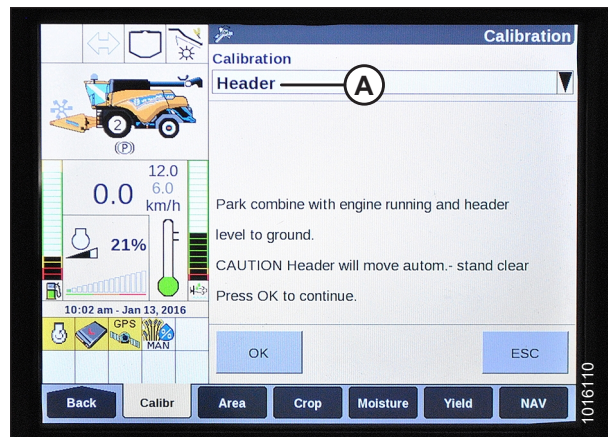 Calibration
Calibration
Header
A
2
(P)
12.0
6.0
0.0
km/h
21%
Park combine with engine running and header
level to ground.
CAUTION Header will move autom.- stand clear
Press OK to continue.
10:02 am - Jan 13, 2016
GPS
%
MAN
OK
ESC
Back
Calibr
Area
Crop
Moisture
Yield
NAV
1016110